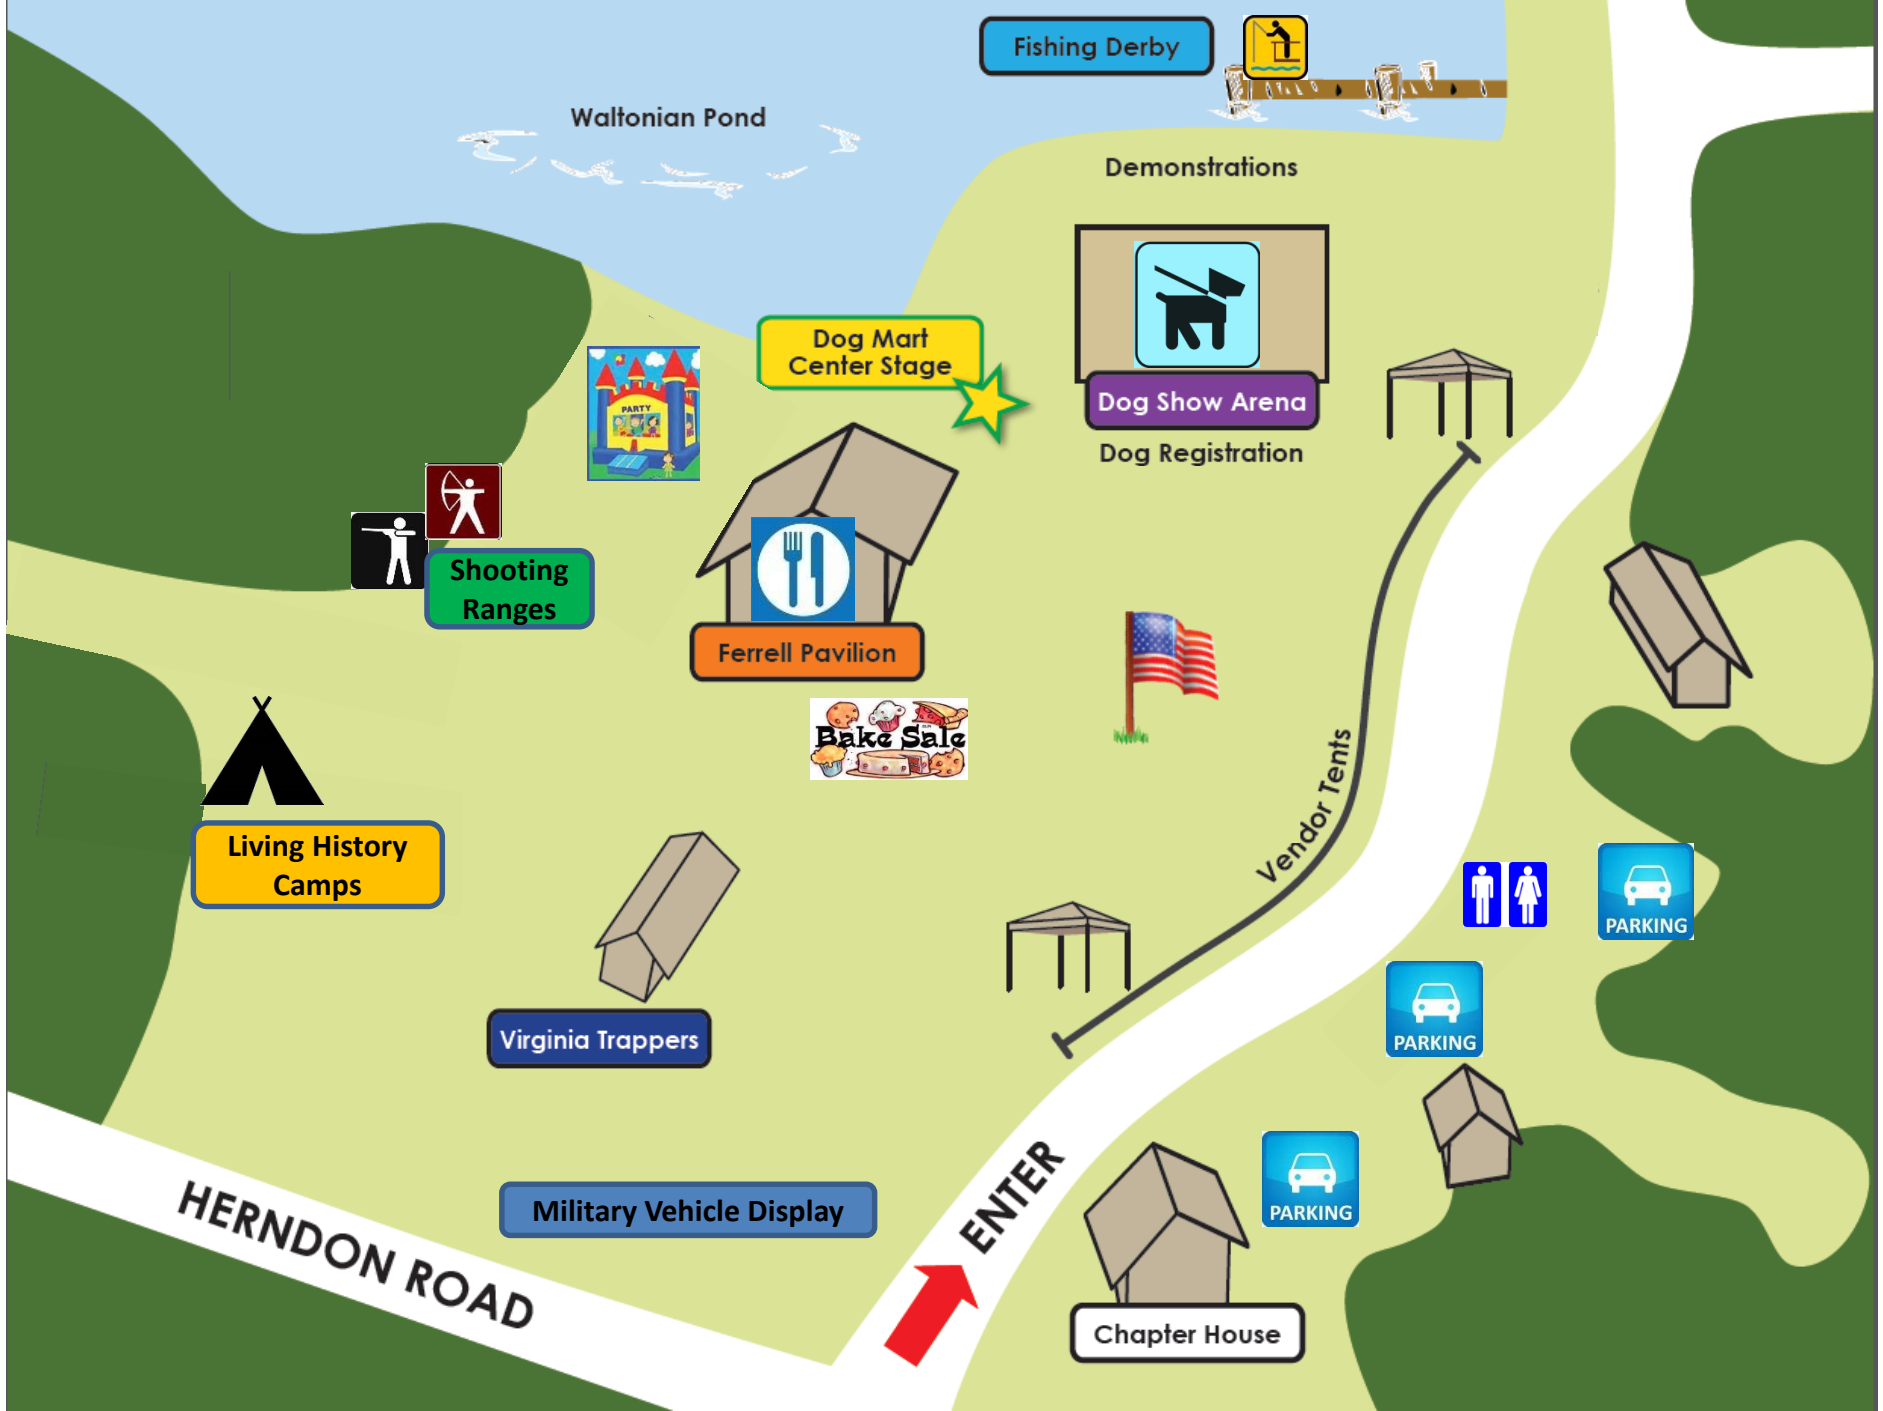 Fishing Derby
Waltonian Pond
Demonstrations
Dog Mart
Center Stage
PARTY
Dog Show Arena
Dog Registration
Shooting
Ranges
Ferrell Pavilion
Bake Sale
Vendor Tents
Living History
Camps
PARKING
PARKING
Virginia Trappers
PARKING
ENTER
Military Vehicle Display
HERNDON ROAD
Chapter House